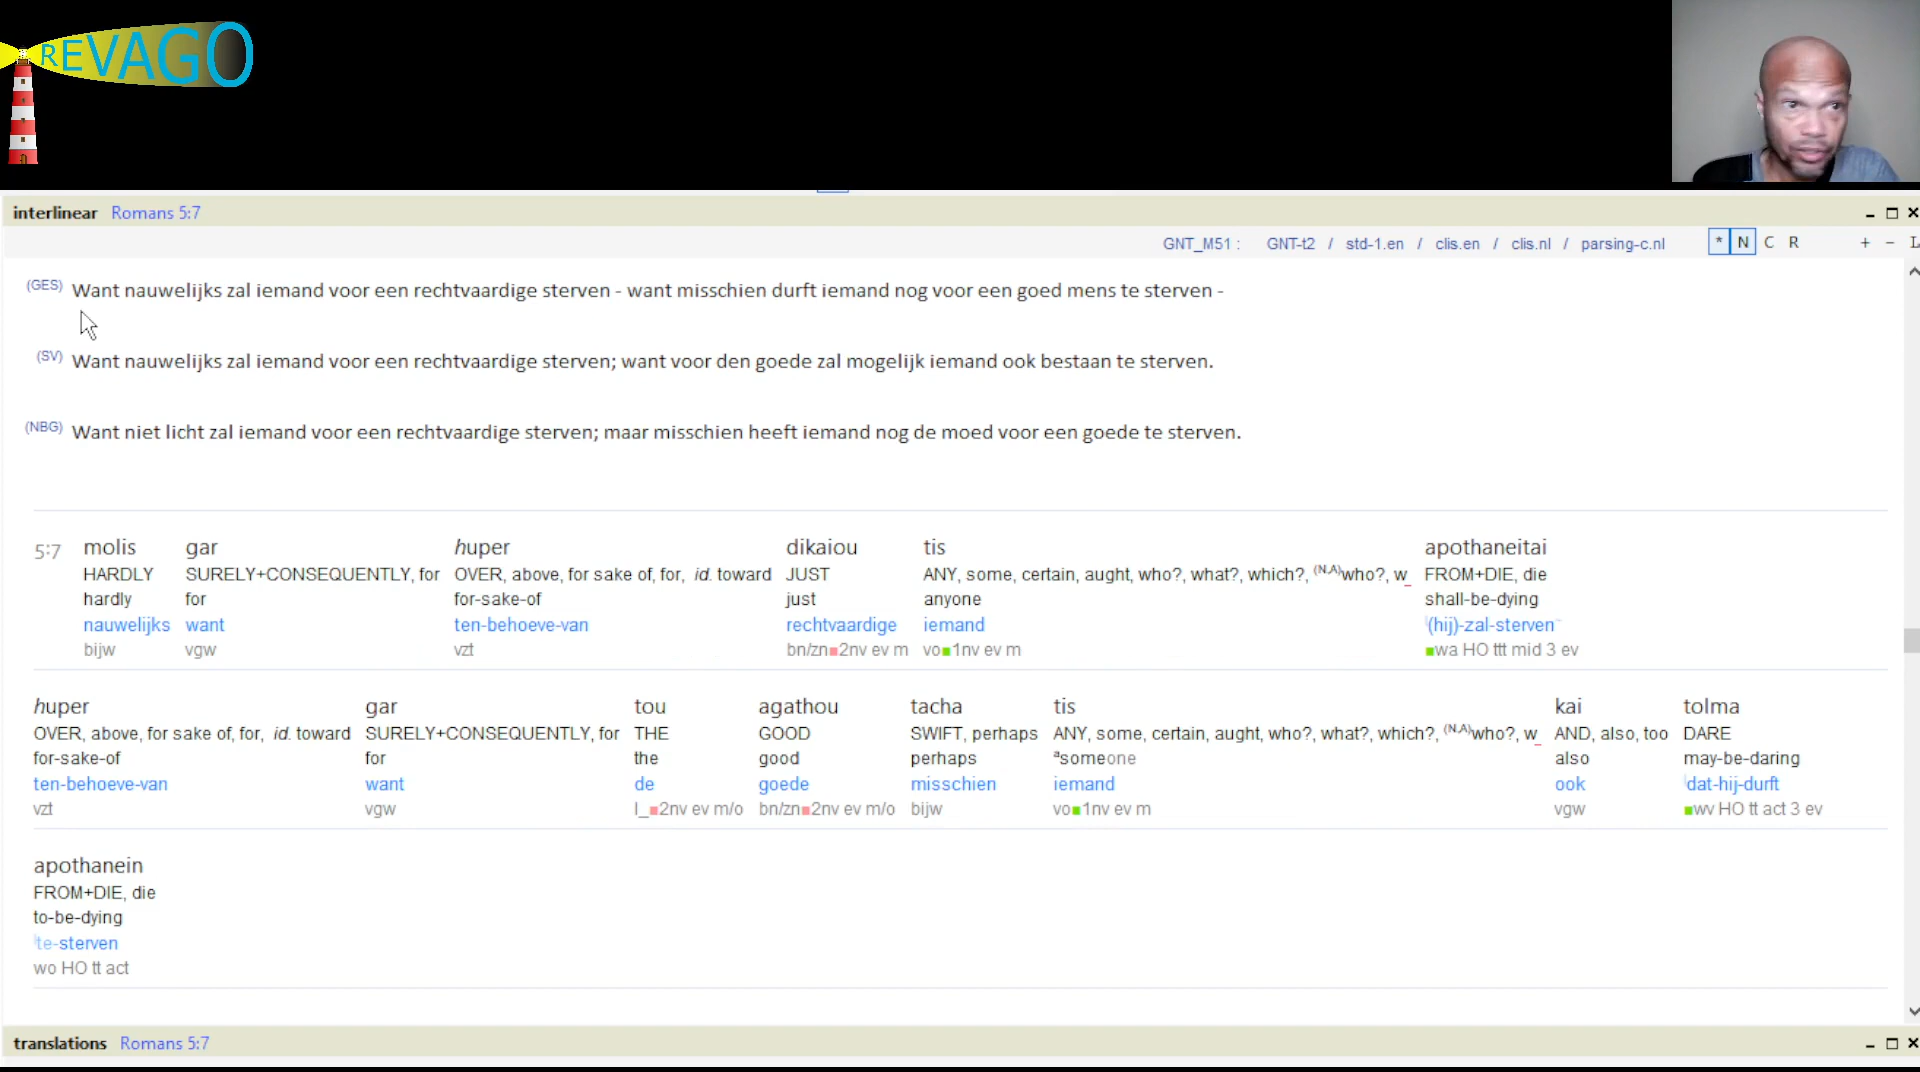 REVAGO
interlinear Romans 5:7
GNT_M51 : GNT-t2 / std-1.en / clis.en / clis.nl / parsing-c.nl * N C R + - L
(GES) Want nauwelijks zal iemand voor een rechtvaardige sterven - want misschien durft iemand nog voor een goed mens te sterven -
(SV) Want nauwelijks zal iemand voor een rechtvaardige sterven; want voor den goede zal mogelijk iemand ook bestaan te sterven.
(NBG) Want niet licht zal iemand voor een rechtvaardige sterven; maar misschien heeft iemand nog de moed voor een goede te sterven.
5:7 molis gar huper dikaiou tis apothaneitai
HARDLY SURELY+CONSEQUENTLY, for OVER, above, for sake of, for, id. toward JUST ANY, some, certain, aught, who?, what?, which?, (N,A)who?, w_ FROM+DIE, die
hardly for for-sake-of just anyone shall-be-dying
nauwelijks want ten-behoeve-van rechtvaardige iemand (hij)-zal-sterven
bijw vgw vzt bn/zn■2nv ev m vo■1nv ev m ■wa HO ttt mid 3 ev
huper gar tou agathou tacha tis kai tolma
OVER, above, for sake of, for, id. toward SURELY+CONSEQUENTLY, for THE GOOD SWIFT, perhaps ANY, some, certain, aught, who?, what?, which?, (N,A)who?, w_ AND, also, too DARE
for-sake-of for the good perhaps ªsomeone also may-be-daring
ten-behoeve-van want de goede misschien iemand ook dat-hij-durft
vzt vgw l_■2nv ev m/o bn/zn■2nv ev m/o bijw vo■1nv ev m vgw ■wv HO tt act 3 ev
apothanein
FROM+DIE, die
to-be-dying
te-sterven
wo HO tt act
translations Romans 5:7